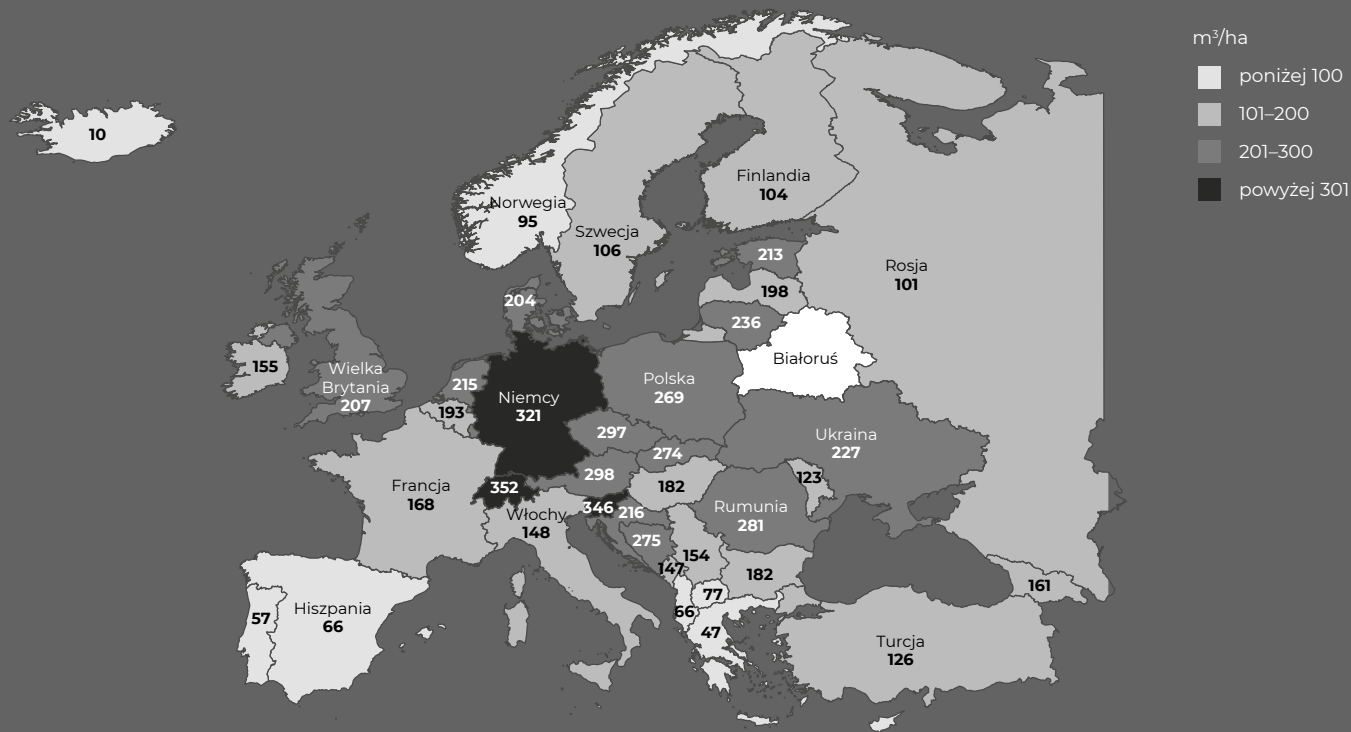 m³/ha
poniżej 100
101–200
201–300
powyżej 301
10
Norwegia
95
Szwecja
106
Finlandia
104
Rosja
101
213
198
236
204
Białoruś
155
Wielka
Brytania
207
215
193
Niemcy
321
Polska
269
297
274
298
Ukraina
227
123
Francja
168
352
Włochy
148
346
216
182
Rumunia
281
275
154
147
182
77
66
47
161
Turcja
126
57
Hiszpania
66